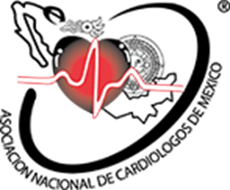 ®
ASOCIACION NACIONAL DE CARDIOLOGOS DE MEXICO